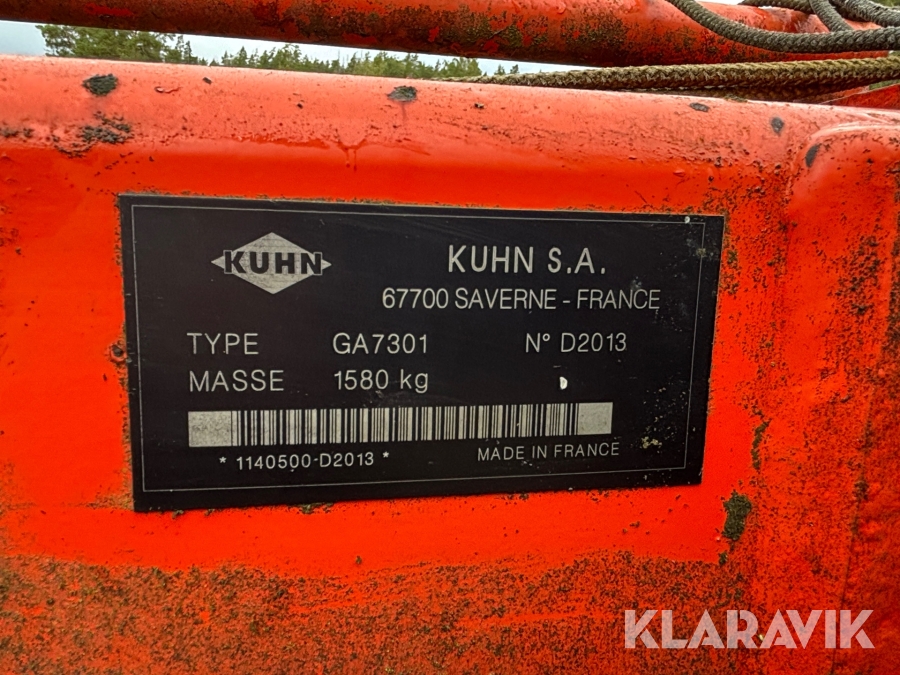 KUHN
KUHN S.A.
67700 SAVERNE - FRANCE
TYPE GA7301 N° D2013
MASSE 1580 kg
* 1140500-D2013 *
MADE IN FRANCE
KLARAVIK